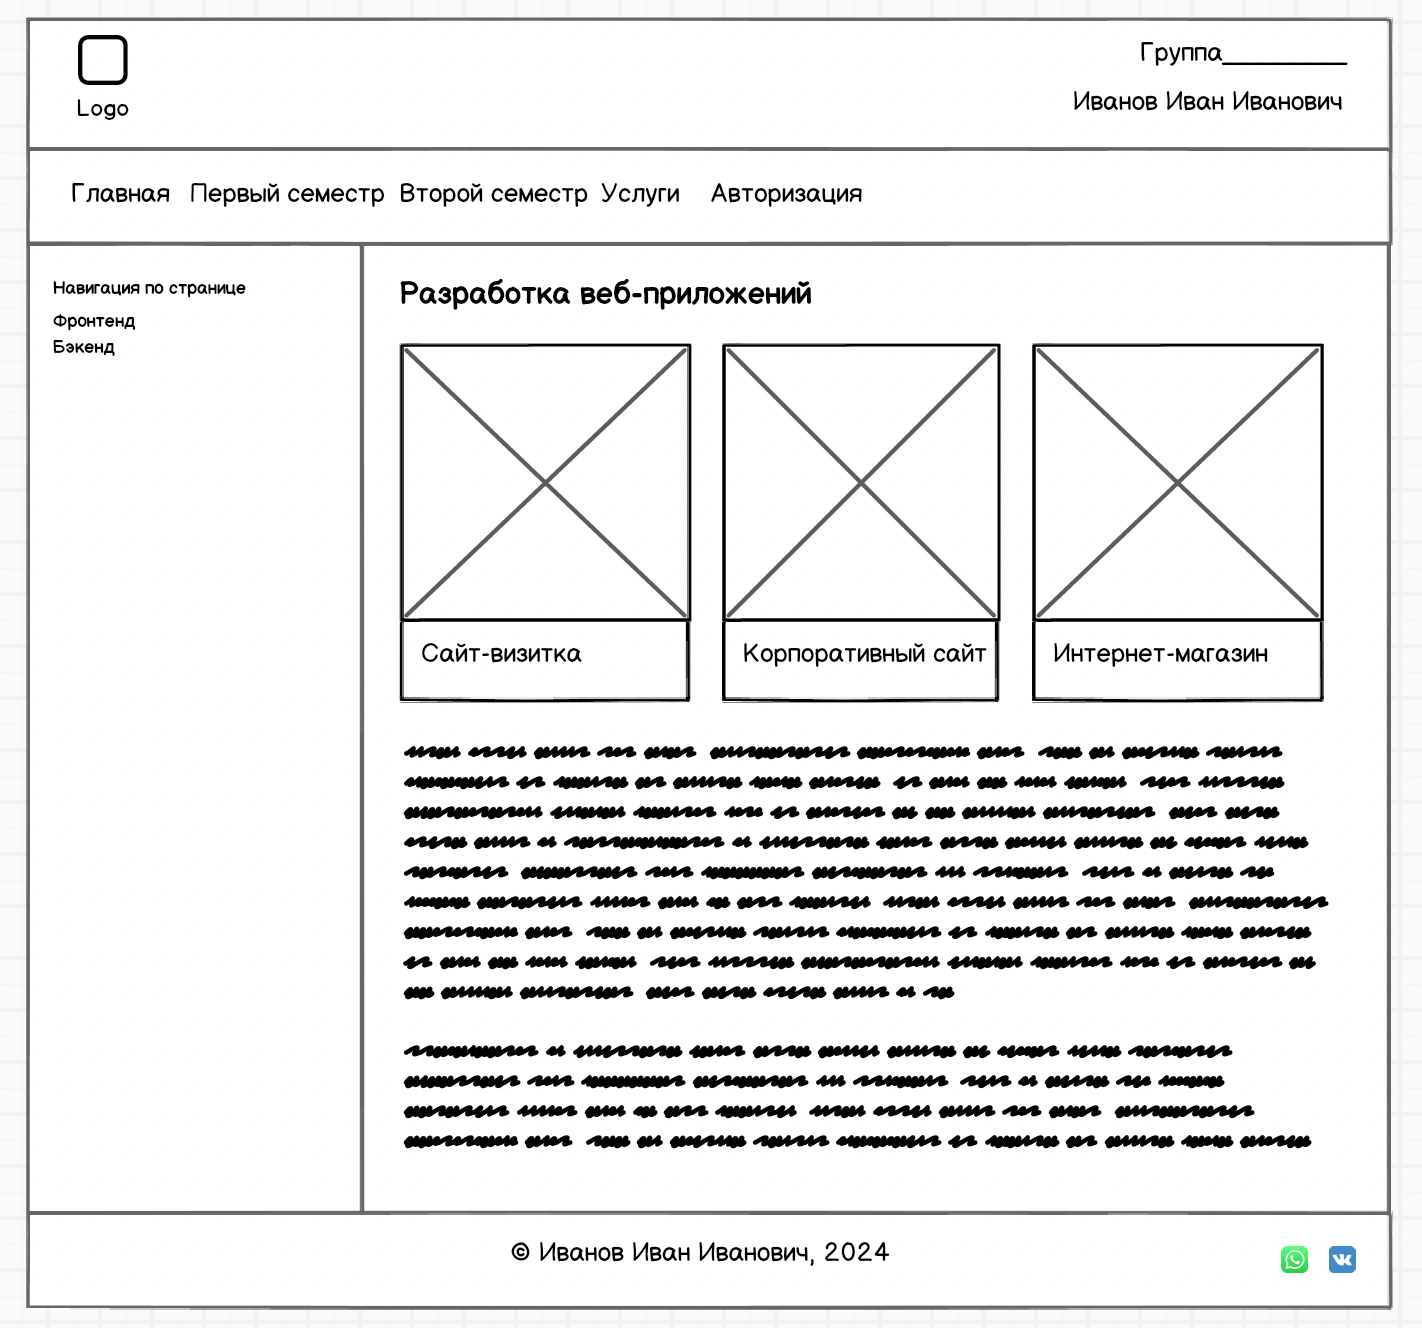 Logo
Группа__________
Иванов Иван Иванович
Главная Первый семестр Второй семестр Услуги Авторизация
Навигация по странице
Фронтенд
Бэкенд
Разработка веб-приложений
Сайт-визитка
Корпоративный сайт
Интернет-магазин
© Иванов Иван Иванович, 2024